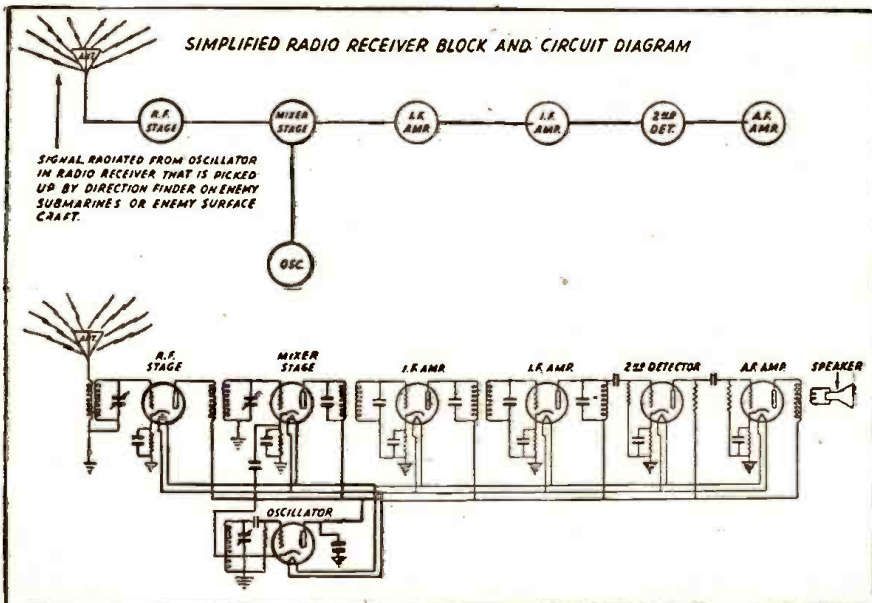 SIMPLIFIED RADIO RECEIVER BLOCK AND CIRCUIT DIAGRAM
ANT.
R.F.
STAGE
MIXER
STAGE
I.F.
AMP.
I.F.
AMP.
2ND
DET.
A.F.
AMP.
SIGNAL RADIATED FROM OSCILLATOR
IN RADIO RECEIVER THAT IS PICKED
UP BY DIRECTION FINDER ON ENEMY
SUBMARINES OR ENEMY SURFACE
CRAFT.
OSC.
ANT.
R.F.
STAGE
MIXER
STAGE
I.F. AMP.
I.F. AMP.
2ND DETECTOR
A.F. AMP.
SPEAKER
OSCILLATOR